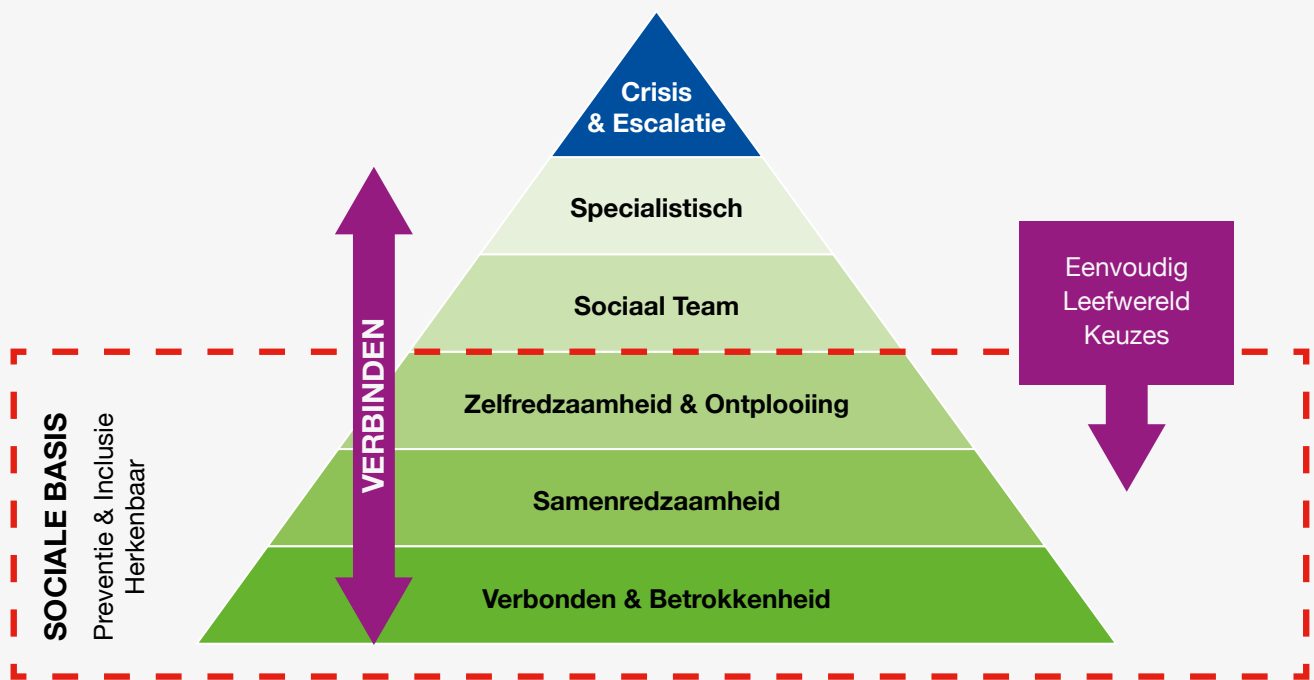 Crisis
& Escalatie
Specialistisch
Sociaal Team
Zelfredzaamheid & Ontplooiing
Samenredzaamheid
Verbonden & Betrokkenheid
VERBINDEN
Eenvoudig
Leefwereld
Keuzes
SOCIALE BASIS
Preventie & Inclusie
Herkenbaar